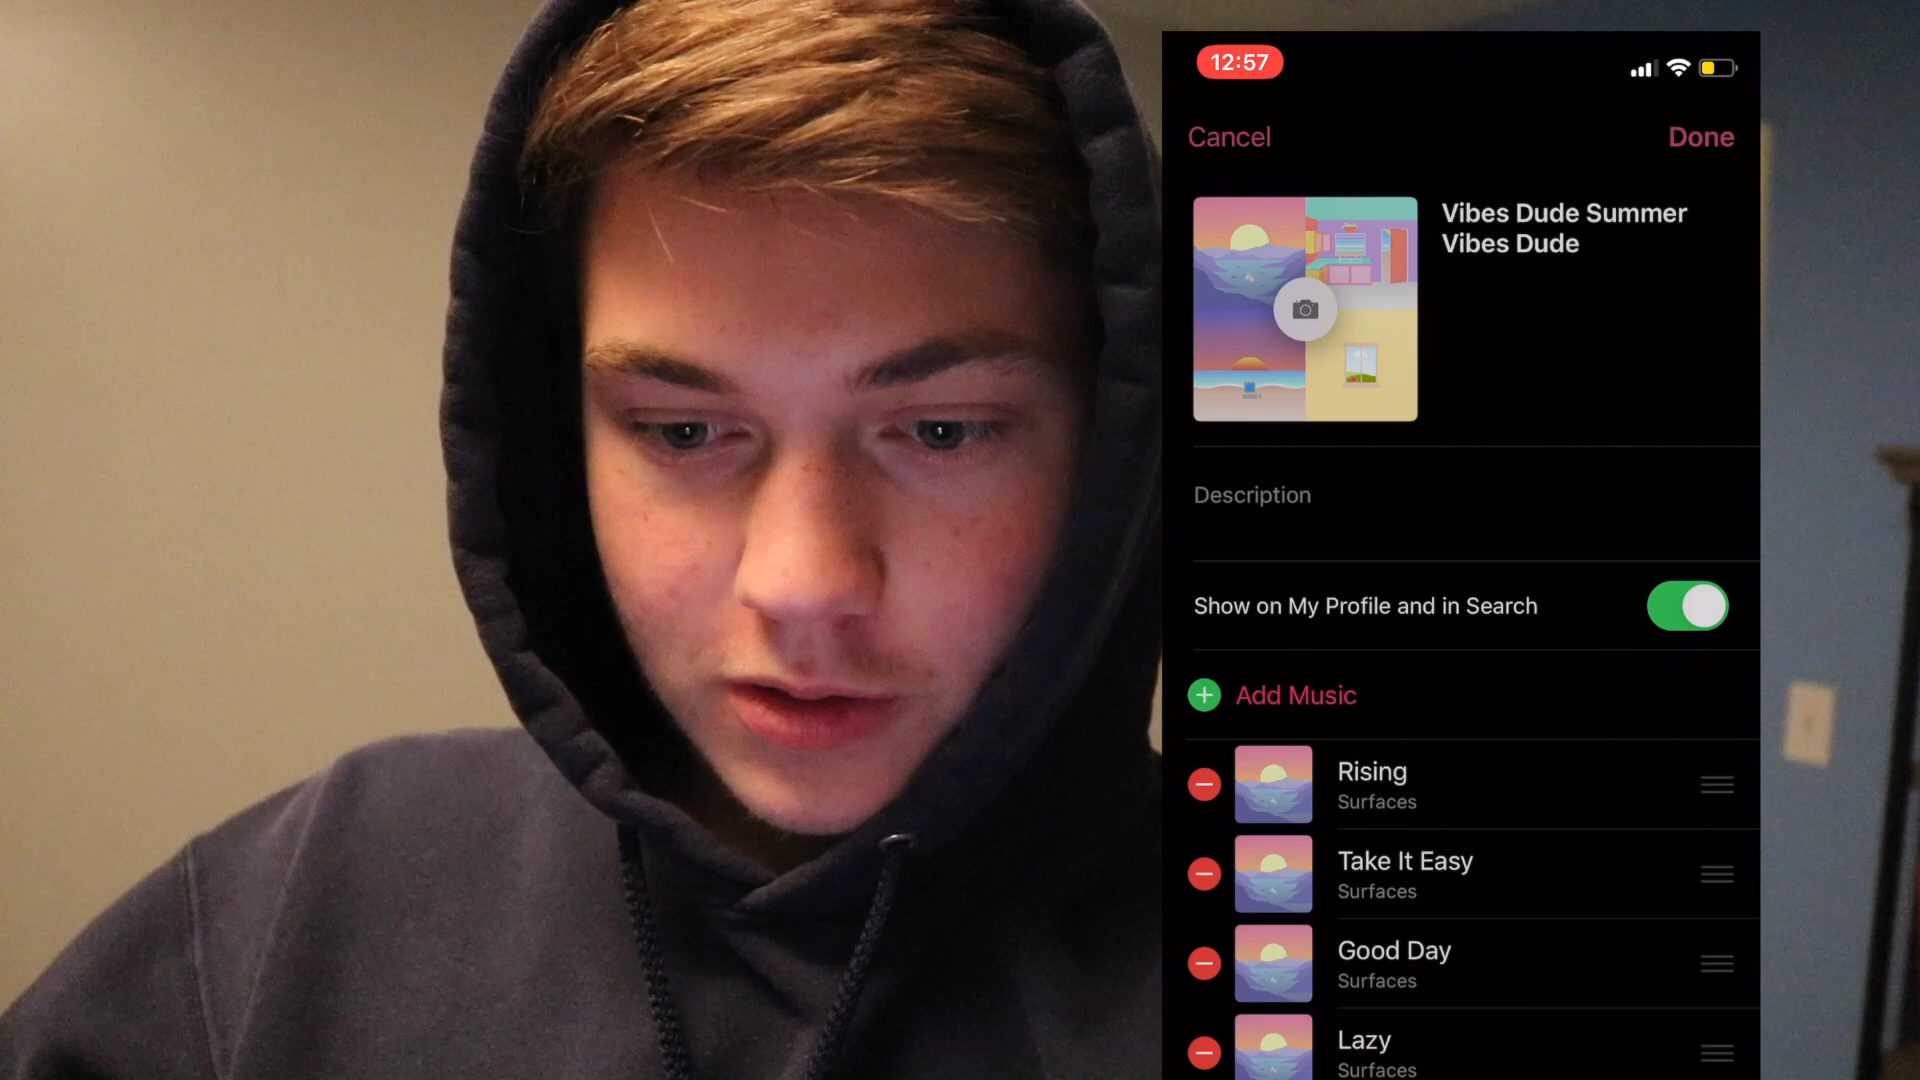 12:57
Cancel
Done
Vibes Dude Summer
Vibes Dude
Description
Show on My Profile and in Search
Add Music
Rising
Surfaces
Take It Easy
Surfaces
Good Day
Surfaces
Lazy
Surfaces